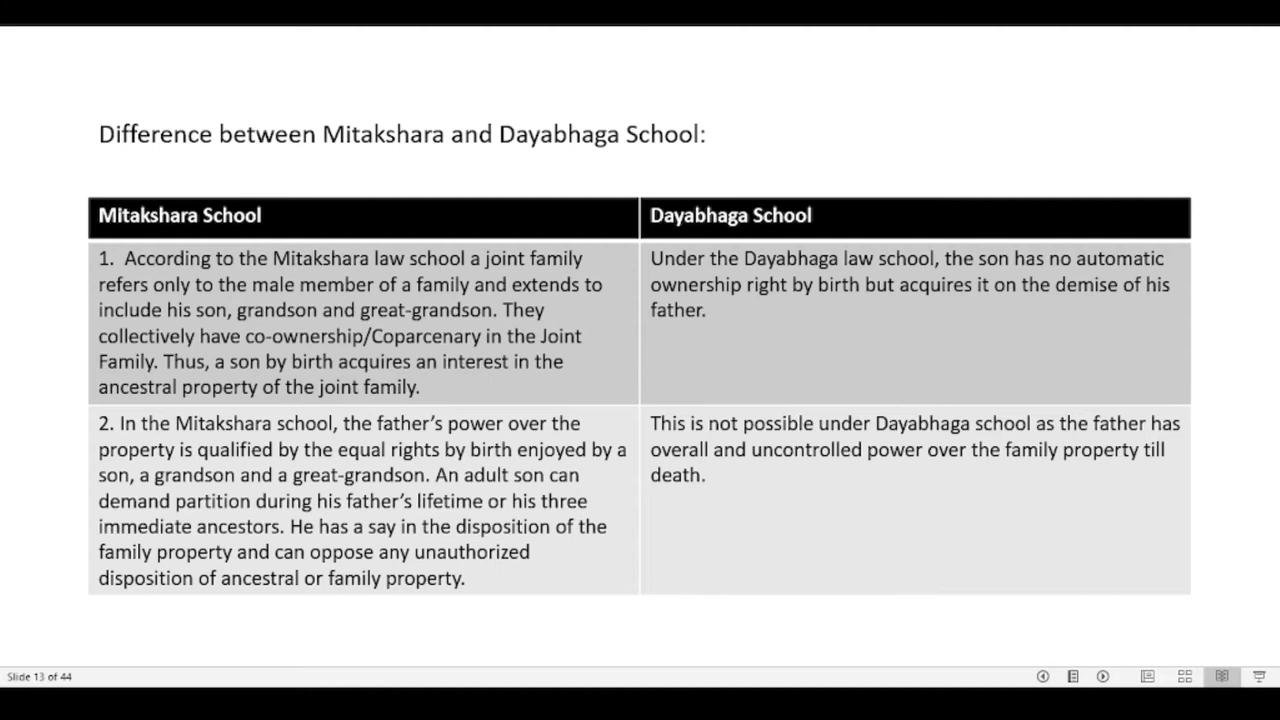 Difference between Mitakshara and Dayabhaga School:
Mitakshara School
Dayabhaga School
1. According to the Mitakshara law school a joint family
refers only to the male member of a family and extends to
include his son, grandson and great-grandson. They
collectively have co-ownership/Coparcenary in the Joint
Family. Thus, a son by birth acquires an interest in the
ancestral property of the joint family.
Under the Dayabhaga law school, the son has no automatic
ownership right by birth but acquires it on the demise of his
father.
2. In the Mitakshara school, the father's power over the
property is qualified by the equal rights by birth enjoyed by a
son, a grandson and a great-grandson. An adult son can
demand partition during his father's lifetime or his three
immediate ancestors. He has a say in the disposition of the
family property and can oppose any unauthorized
disposition of ancestral or family property.
This is not possible under Dayabhaga school as the father has
overall and uncontrolled power over the family property till
death.
Slide 13 of 44